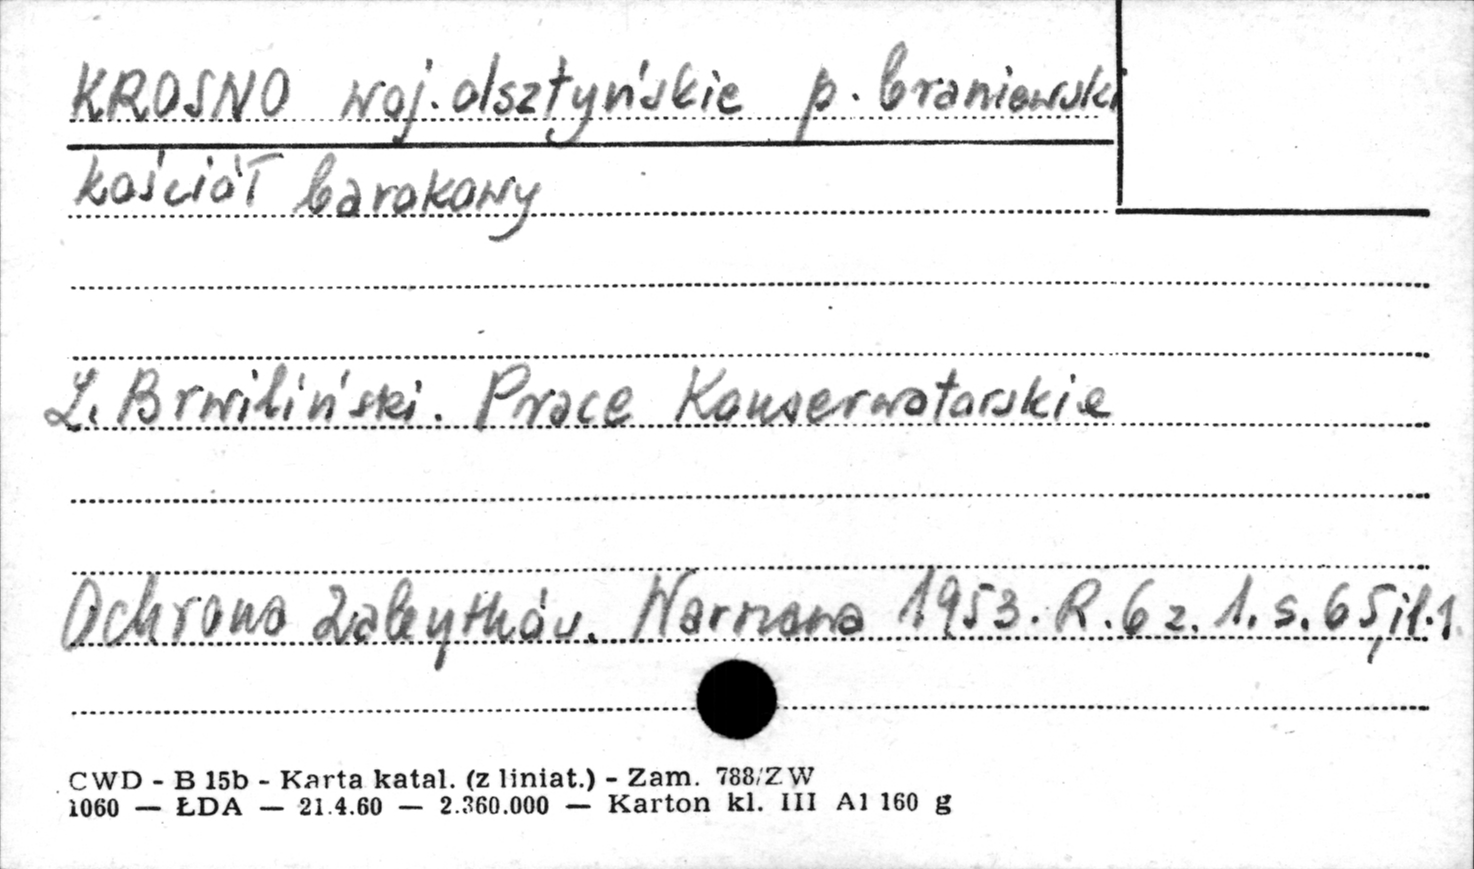 KROSNO woj. olsztyńskie p. braniewski
kościół barokowy
L. Brwiliński. Prace Konserwatorskie
Ochrona Zabytków. Warszawa 1953. R. 6 z. 1. s. 65, il. 1.
CWD - B 15b - Karta katal. (z liniat.) - Zam. 788/ZW
1060 — ŁDA — 21.4.60 — 2.360.000 — Karton kl. III A1 160 g